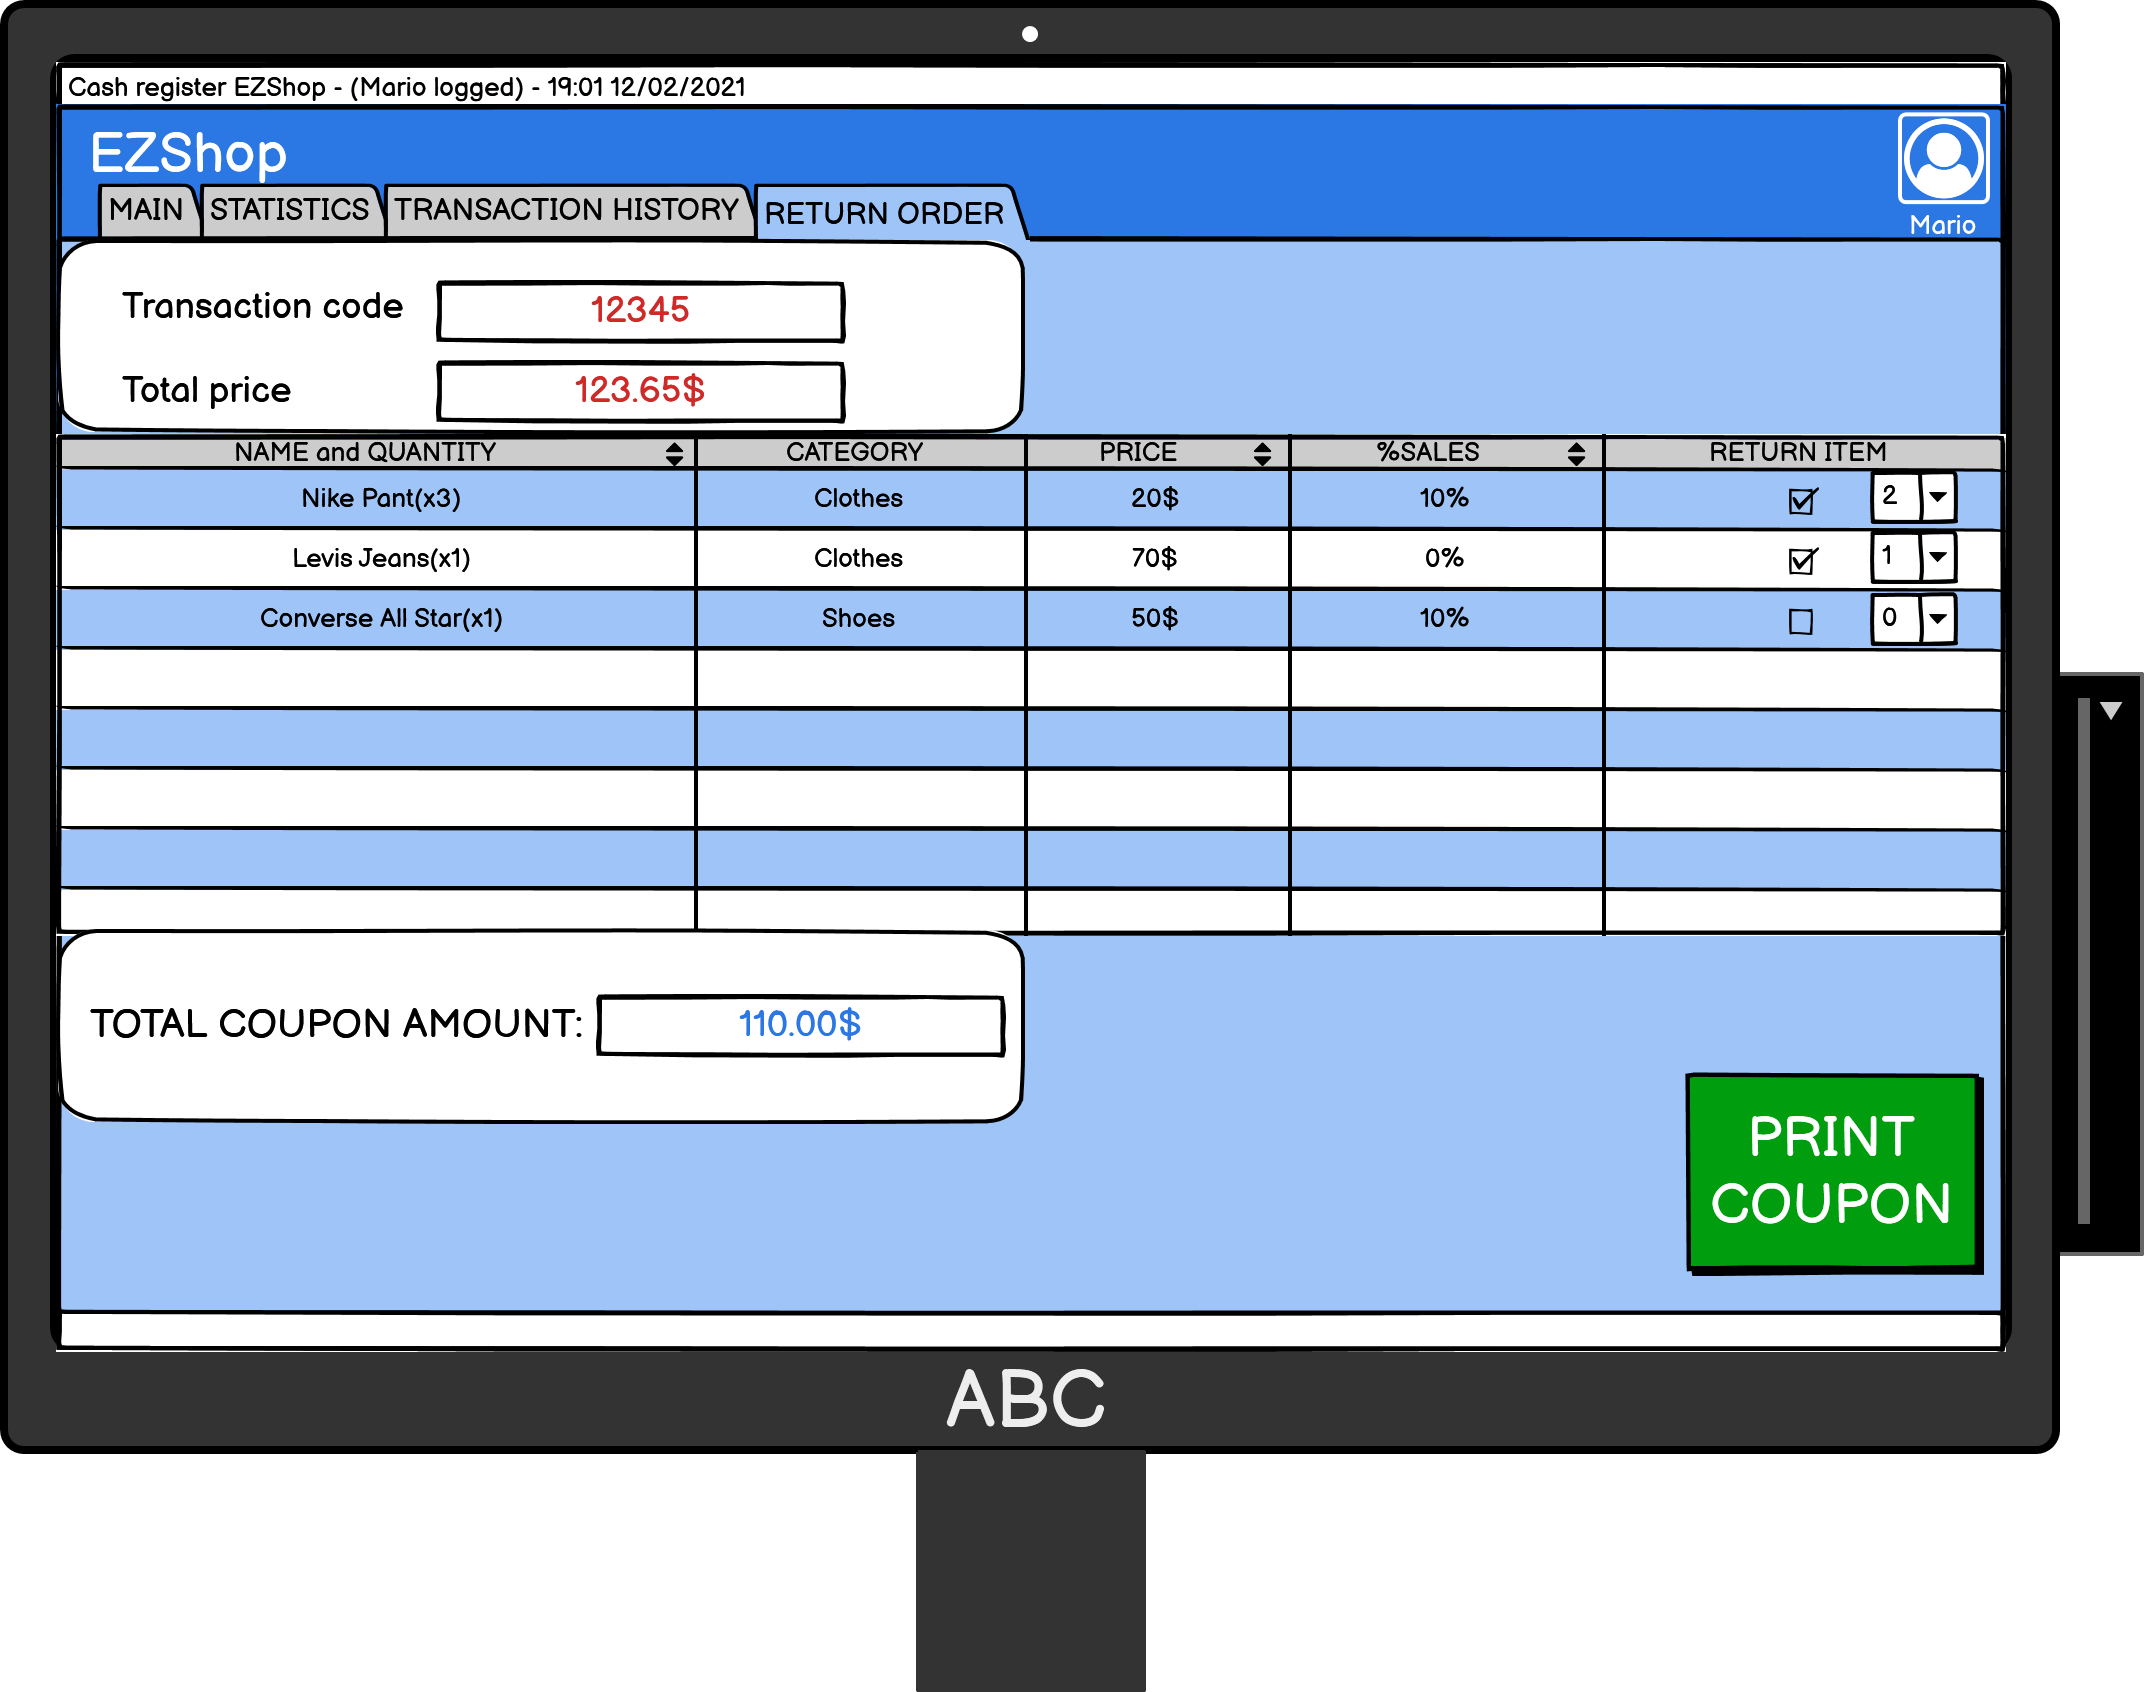 Cash register EZShop - (Mario logged) - 19:01 12/02/2021
EZShop
Mario
MAIN STATISTICS TRANSACTION HISTORY RETURN ORDER
Transaction code 12345
Total price 123.65$
NAME and QUANTITY CATEGORY PRICE %SALES RETURN ITEM
Nike Pant(x3) Clothes 20$ 10% 2
Levis Jeans(x1) Clothes 70$ 0% 1
Converse All Star(x1) Shoes 50$ 10% 0
TOTAL COUPON AMOUNT: 110.00$
PRINT
COUPON
ABC